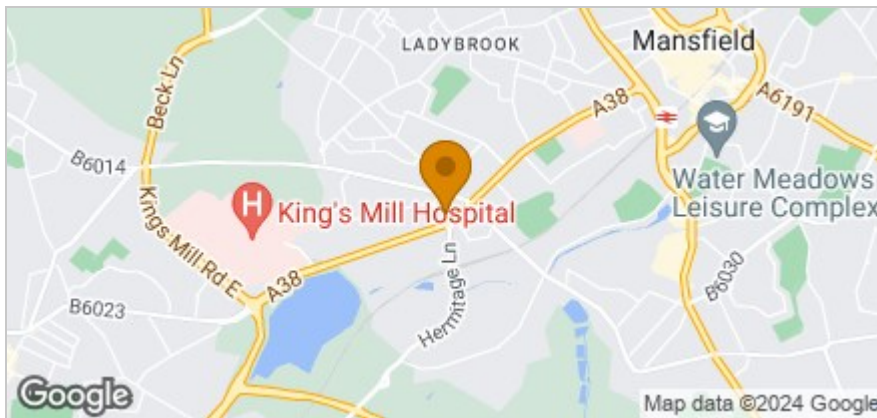 LADYBROOK
Mansfield
Beck Ln
A38
A6191
B6014
Water Meadows
Leisure Complex
H
King's Mill Hospital
Kings Mill Rd E
A38
Hermitage Ln
B6030
B6023
Google
Map data ©2024 Google